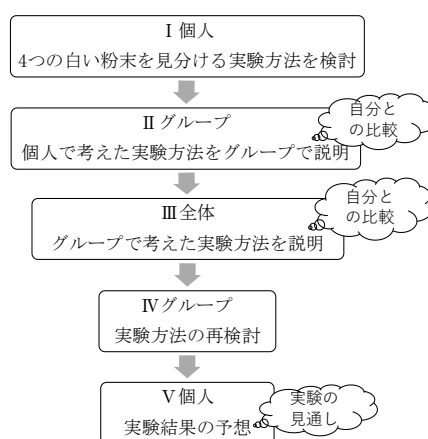 Ⅰ個人
4つの白い粉末を見分ける実験方法を検討
Ⅱグループ
個人で考えた実験方法をグループで説明
自分と
の比較
Ⅲ全体
グループで考えた実験方法を説明
自分と
の比較
Ⅳグループ
実験方法の再検討
Ⅴ個人
実験結果の予想
実験の
見通し